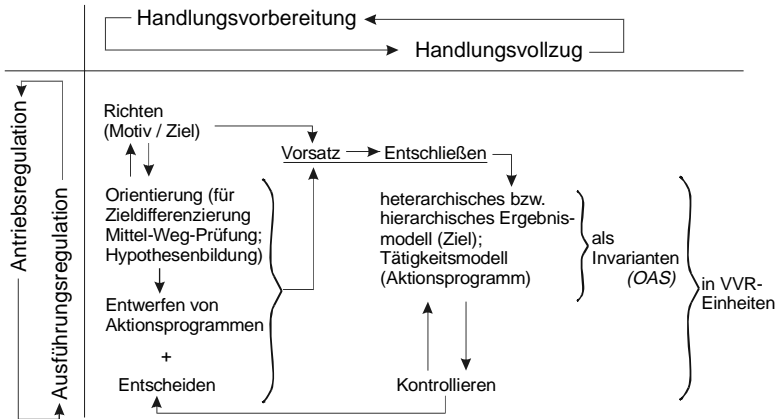 Handlungsvorbereitung
Handlungsvollzug
Antriebsregulation
Ausführungsregulation
Richten
(Motiv / Ziel)
Vorsatz
Entschließen
Orientierung (für
Zieldifferenzierung
Mittel-Weg-Prüfung;
Hypothesenbildung)
Entwerfen von
Aktionsprogrammen
+
Entscheiden
heterarchisches bzw.
hierarchisches Ergebnis-
modell (Ziel);
Tätigkeitsmodell
(Aktionsprogramm)
Kontrollieren
als
Invarianten
(OAS)
in VVR-
Einheiten